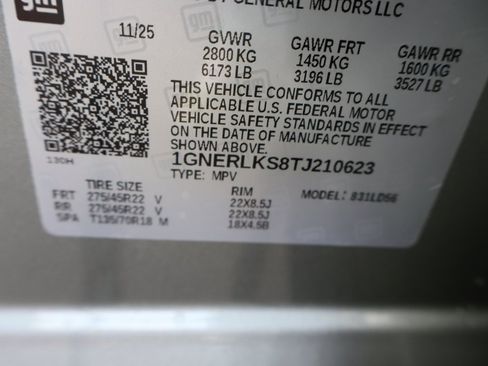 gm BY GENERAL MOTORS LLC
11/25 GVWR GAWR FRT GAWR RR
2800 KG 1450 KG 1600 KG
6173 LB 3196 LB 3527 LB
THIS VEHICLE CONFORMS TO ALL
APPLICABLE U.S. FEDERAL MOTOR
VEHICLE SAFETY STANDARDS IN EFFECT
ON THE DATE OF MANUFACTURE
SHOWN ABOVE.
130H 1GNERLKS8TJ210623
TYPE: MPV
TIRE SIZE RIM MODEL: 831LD56
FRT 275/45R22 V 22X8.5J
RR 275/45R22 V 22X8.5J
SPA T135/70R18 M 18X4.5B